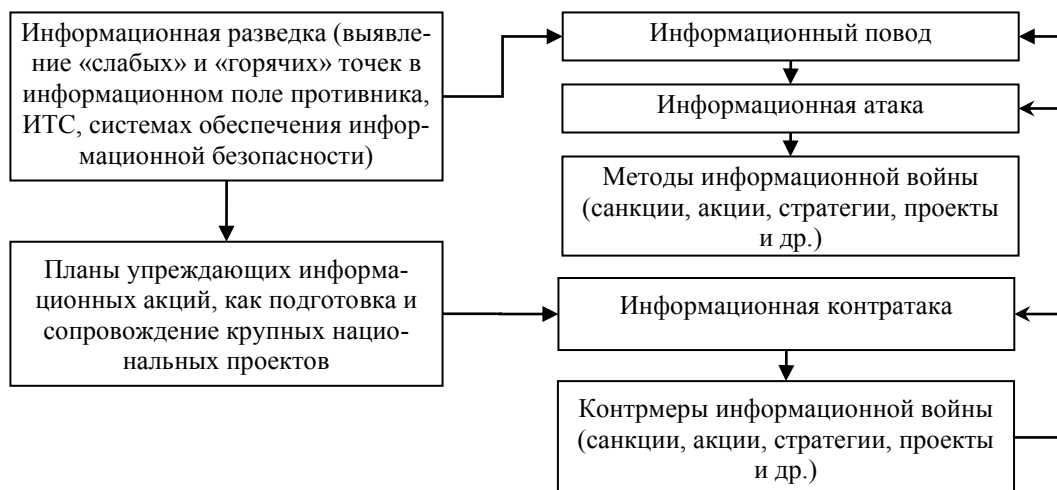 Информационная разведка (выявле-
ние «слабых» и «горячих» точек в
информационном поле противника,
ИТС, системах обеспечения инфор-
мационной безопасности)
Информационный повод
Информационная атака
Методы информационной войны
(санкции, акции, стратегии, проекты
и др.)
Планы упреждающих информа-
ционных акций, как подготовка и
сопровождение крупных нацио-
нальных проектов
Информационная контратака
Контрмеры информационной войны
(санкции, акции, стратегии, проекты
и др.)